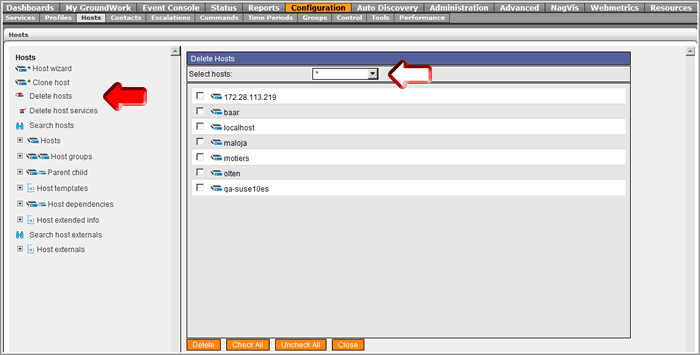 Dashboards My GroundWork Event Console Status Reports Configuration Auto Discovery Administration Advanced NagVis Webmetrics Resources
Services Profiles Hosts Contacts Escalations Commands Time Periods Groups Control Tools Performance
Hosts
Hosts
* Host wizard
* Clone host
Delete hosts
Delete host services
Search hosts
Hosts
Host groups
Parent child
Host templates
Host dependencies
Host extended info
Search host externals
Host externals
Delete Hosts
Select hosts: *
172.28.113.219
baar
localhost
maloja
motiers
olten
qa-suse10es
Delete Check All Uncheck All Close